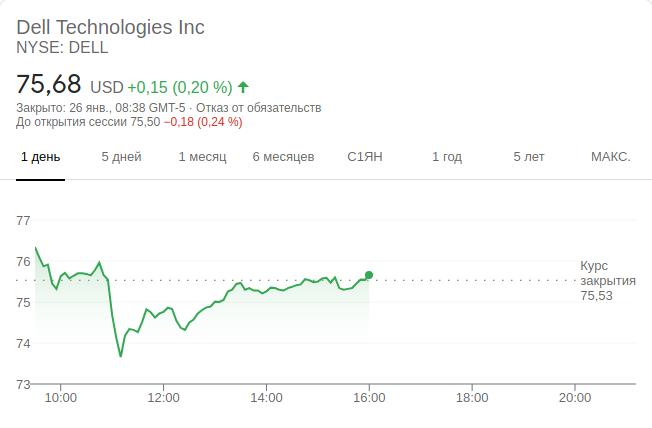 Dell Technologies Inc
NYSE: DELL
75,68 USD +0,15 (0,20 %)
Закрыто: 26 янв., 08:38 GMT-5 · Отказ от обязательств
До открытия сессии 75,50 −0,18 (0,24 %)
1 день 5 дней 1 месяц 6 месяцев С1ЯН 1 год 5 лет МАКС.
77
76
75
74
73
Курс
закрытия
75,53
10:00 12:00 14:00 16:00 18:00 20:00